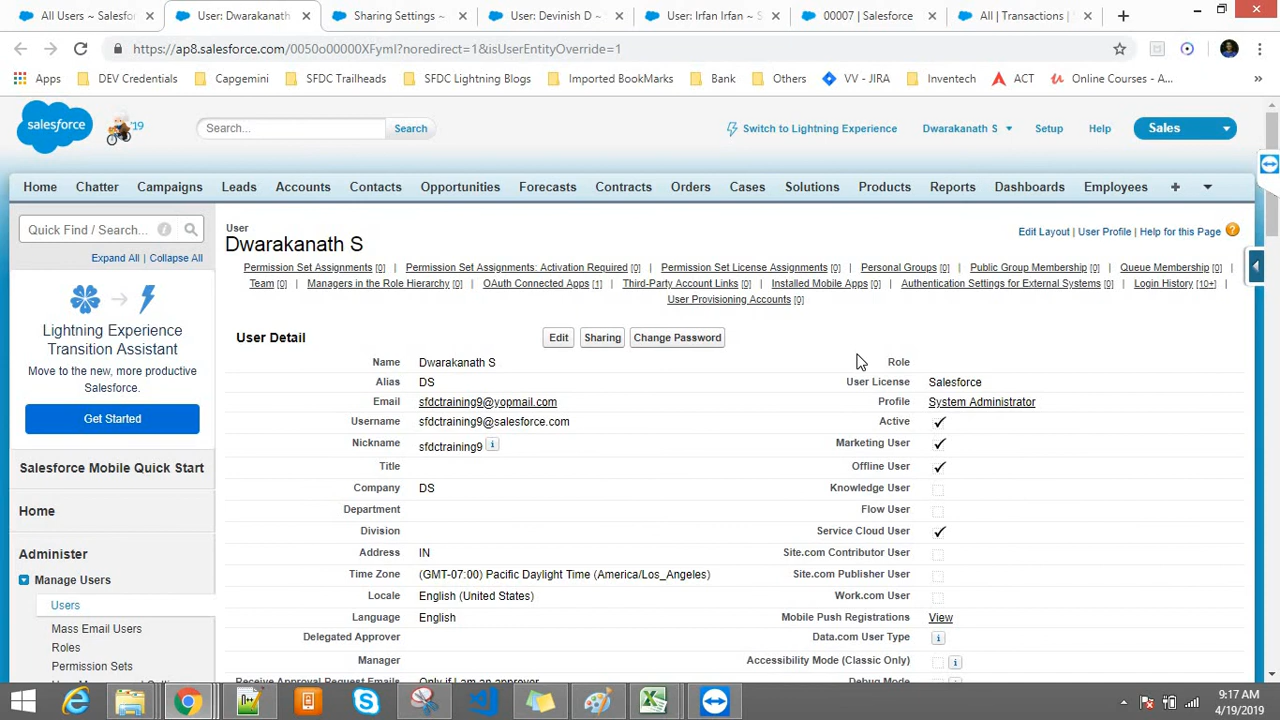 All Users ~ Salesforce
User: Dwarakanath
Sharing Settings ~
User: Devinish D ~ S
User: Irfan Irfan ~ S
00007 | Salesforce
All | Transactions | S
https://ap8.salesforce.com/0050o00000XFymI?noredirect=1&isUserEntityOverride=1
Apps DEV Credentials Capgemini SFDC Trailheads SFDC Lightning Blogs Imported BookMarks Bank Others VV - JIRA Inventech ACT Online Courses - A... »
salesforce '19 Search... Search Switch to Lightning Experience Dwarakanath S Setup Help Sales
Home Chatter Campaigns Leads Accounts Contacts Opportunities Forecasts Contracts Orders Cases Solutions Products Reports Dashboards Employees +
Quick Find / Search...
Expand All | Collapse All
Lightning Experience
Transition Assistant
Move to the new, more productive
Salesforce.
Get Started
Salesforce Mobile Quick Start
Home
Administer
Manage Users
Users
Mass Email Users
Roles
Permission Sets
User
Dwarakanath S
Edit Layout | User Profile | Help for this Page
Permission Set Assignments [0] | Permission Set Assignments: Activation Required [0] | Permission Set License Assignments [0] | Personal Groups [0] | Public Group Membership [0] | Queue Membership [0] |
Team [0] | Managers in the Role Hierarchy [0] | OAuth Connected Apps [1] | Third-Party Account Links [0] | Installed Mobile Apps [0] | Authentication Settings for External Systems [0] | Login History [10+] |
User Provisioning Accounts [0]
User Detail Edit Sharing Change Password
Name Dwarakanath S Role
Alias DS User License Salesforce
Email sfdctraining9@yopmail.com Profile System Administrator
Username sfdctraining9@salesforce.com Active
Nickname sfdctraining9 Marketing User
Title Offline User
Company DS Knowledge User
Department Flow User
Division Service Cloud User
Address IN Site.com Contributor User
Time Zone (GMT-07:00) Pacific Daylight Time (America/Los_Angeles) Site.com Publisher User
Locale English (United States) Work.com User
Language English Mobile Push Registrations View
Delegated Approver Data.com User Type
Manager Accessibility Mode (Classic Only)
Receive Approval Request Emails Only if I am an approver Debug Mode
9:17 AM
4/19/2019